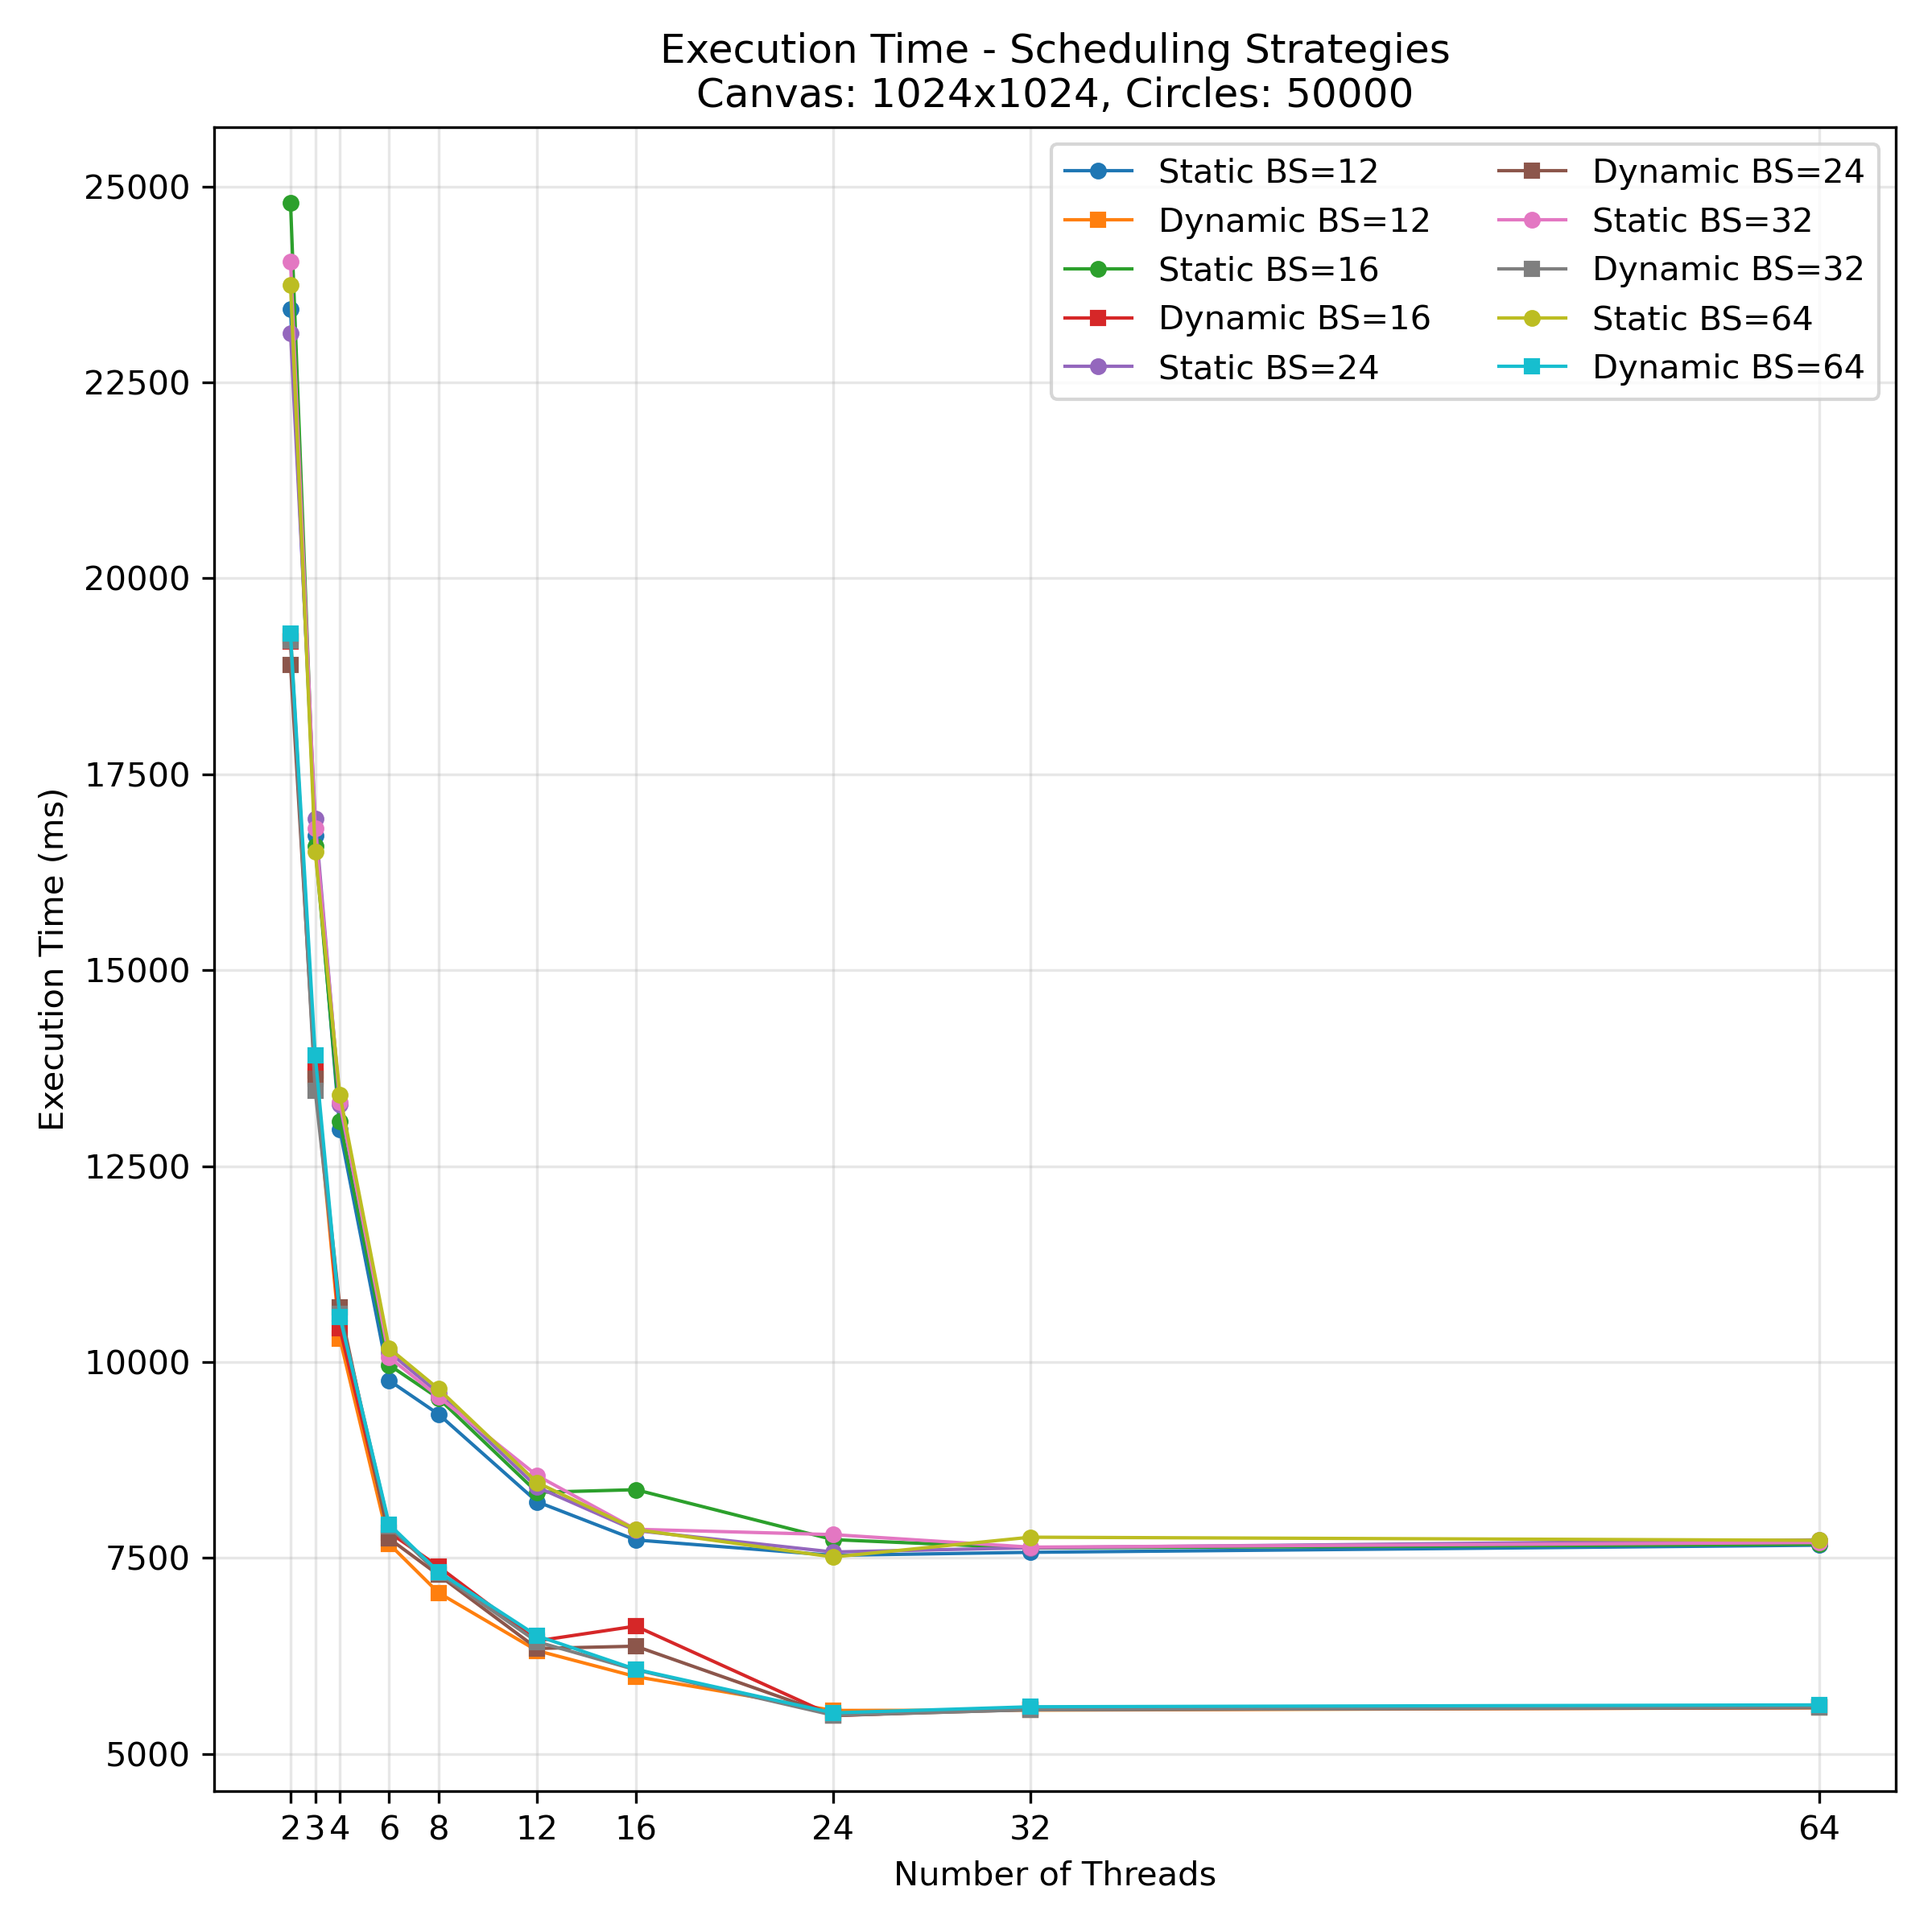 Execution Time - Scheduling Strategies
Canvas: 1024x1024, Circles: 50000
Static BS=12
Dynamic BS=12
Static BS=16
Dynamic BS=16
Static BS=24
Dynamic BS=24
Static BS=32
Dynamic BS=32
Static BS=64
Dynamic BS=64
Execution Time (ms)
25000
22500
20000
17500
15000
12500
10000
7500
5000
2 3 4 6 8 12 16 24 32 64
Number of Threads